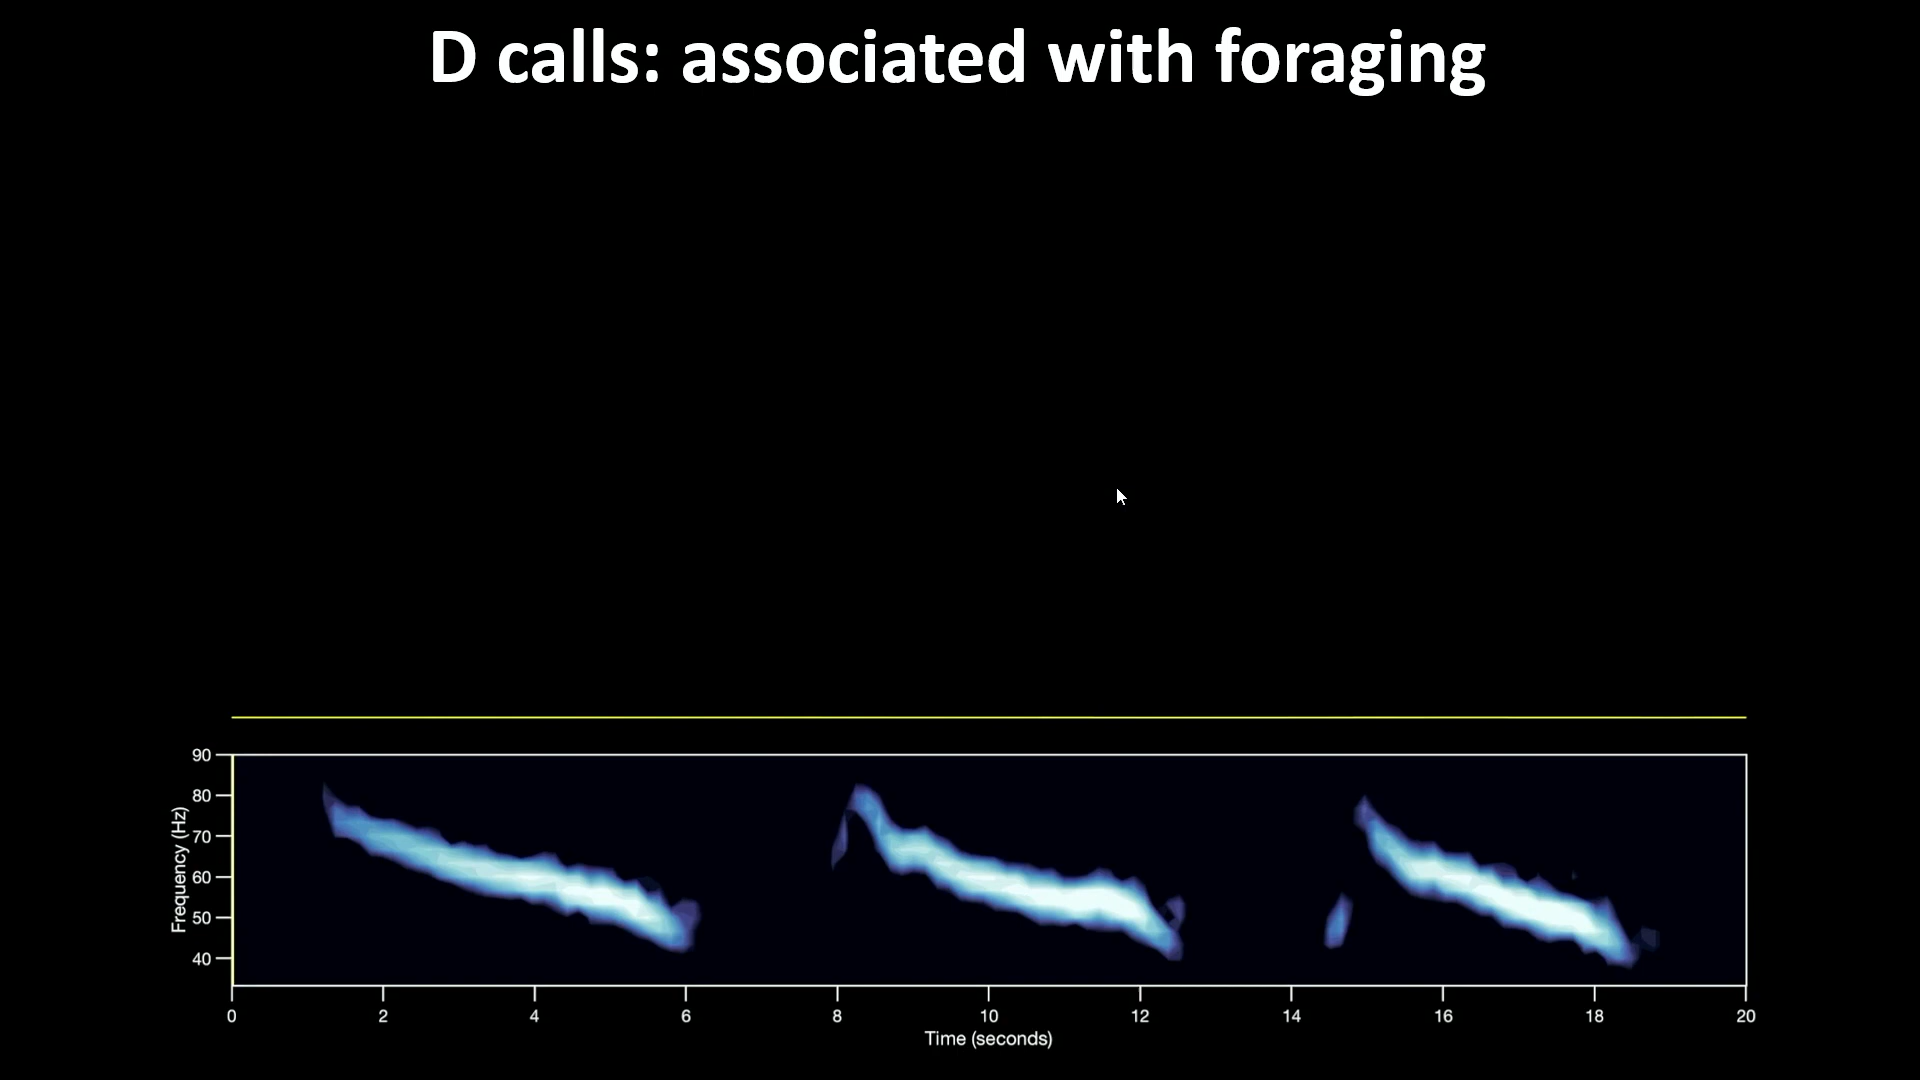 D calls: associated with foraging
90
80
70
60
50
40
Frequency (Hz)
0 2 4 6 8 10 12 14 16 18 20
Time (seconds)